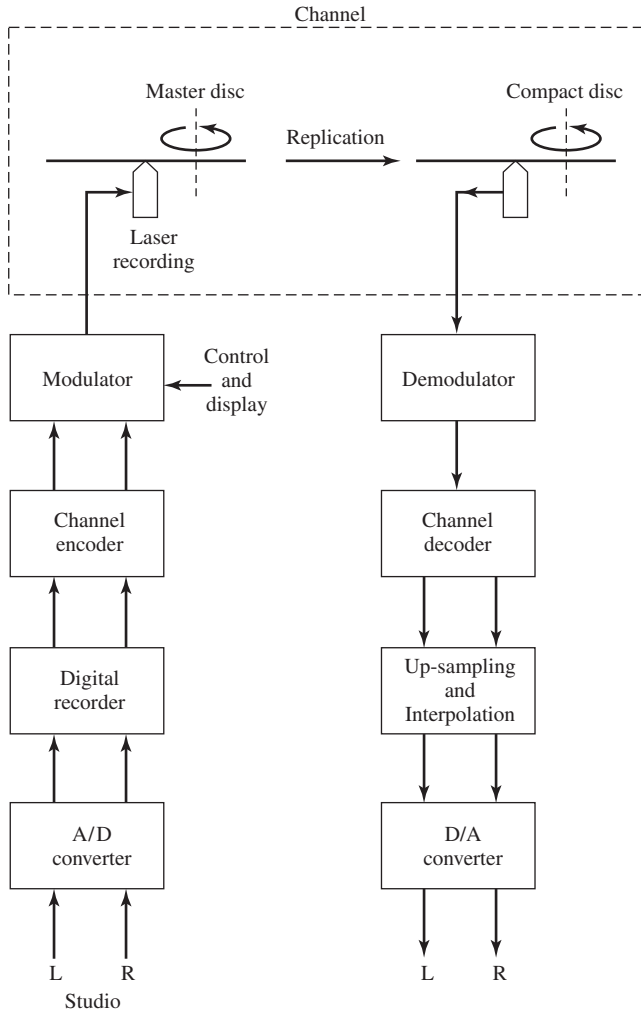 Channel
Master disc
Compact disc
Replication
Laser
recording
Modulator
Control
and
display
Demodulator
Channel
encoder
Channel
decoder
Digital
recorder
Up-sampling
and
Interpolation
A/D
converter
D/A
converter
L
R
L
R
Studio